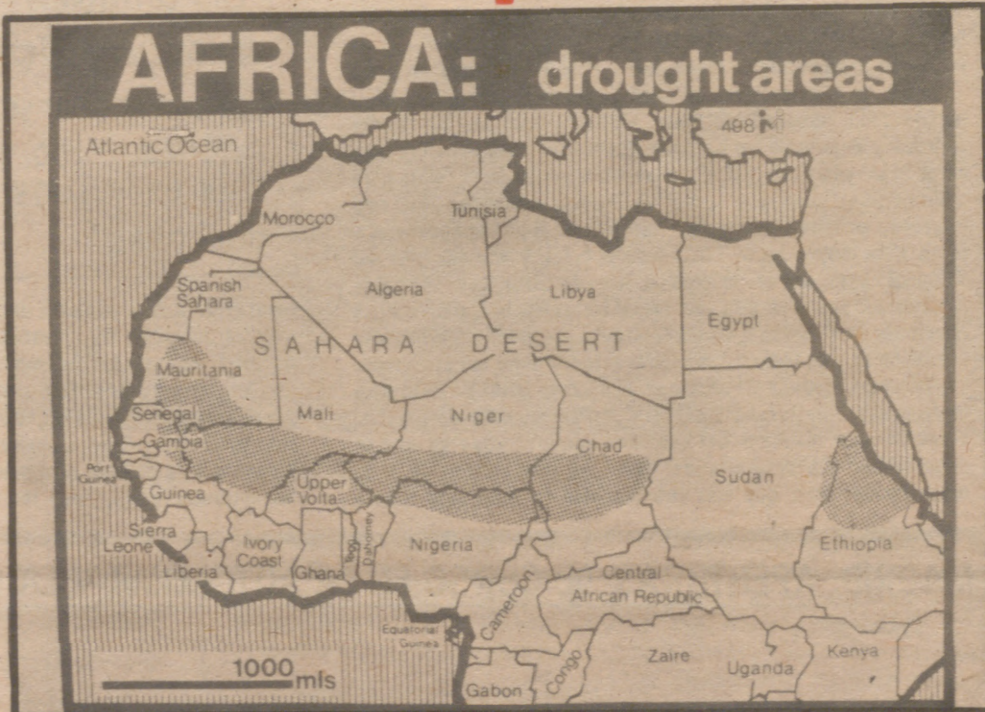 AFRICA: drought areas
Atlantic Ocean
498
Morocco
Tunisia
Spanish
Sahara
Algeria
Libya
Egypt
SAHARA DESERT
Mauritania
Senegal
Mali
Niger
Chad
Gambia
Port
Guinea
Guinea
Upper
Volta
Sudan
Sierra
Leone
Ivory
Coast
Togo
Dahomey
Nigeria
Ethiopia
Liberia
Ghana
Cameroon
Central
African Republic
Equatorial
Guinea
Congo
Zaire
Uganda
Kenya
Gabon
1000
mls